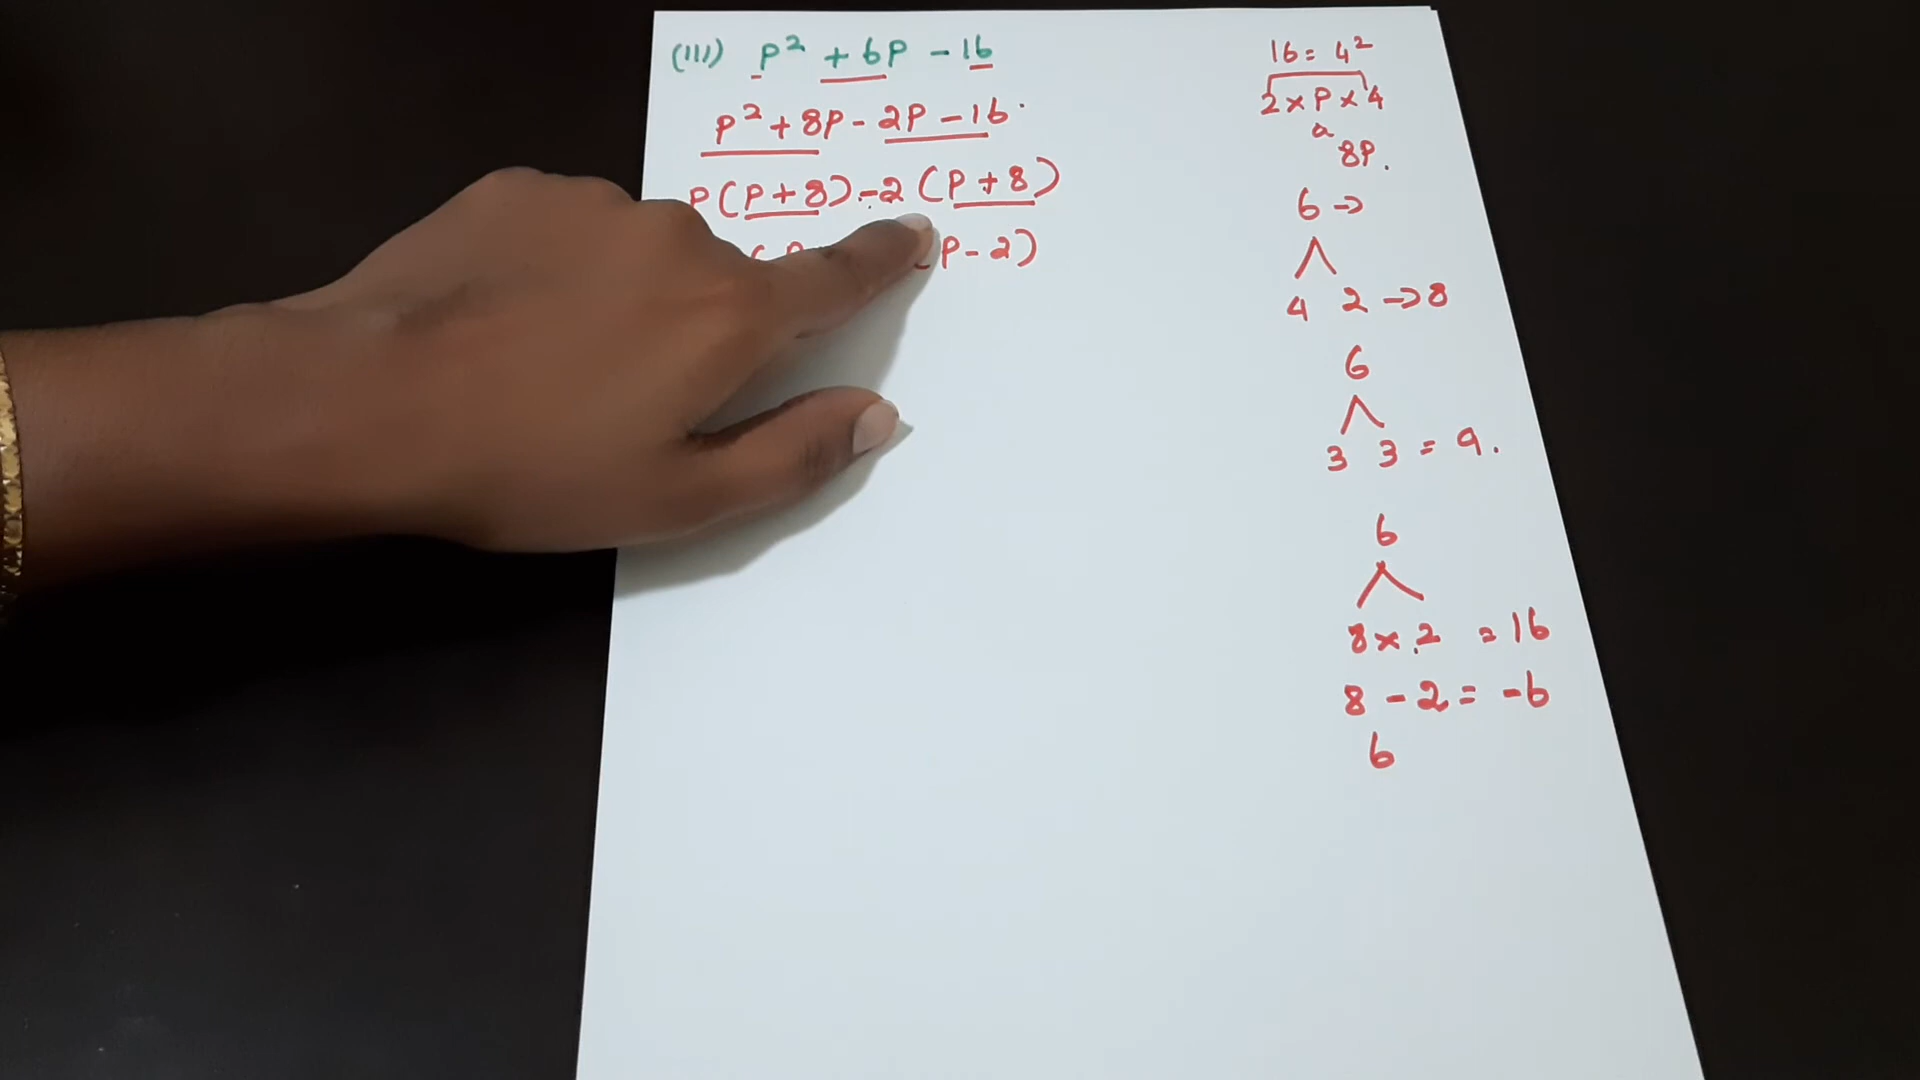 (III) P² + 6P - 16
P² + 8P - 2P - 16.
P(P + 8) - 2(P + 8)
(P (P - 2)
16 = 4²
2 × P × 4
a
8P.
6 →
4 2 → 8
6
3 3 = 9.
6
8 × 2 = 16
8 - 2 = -6
6